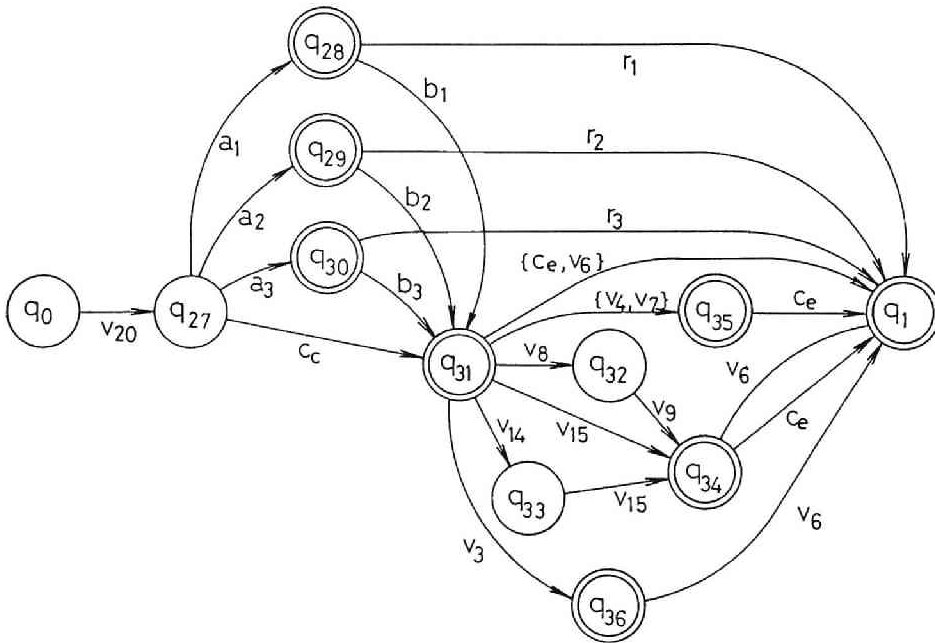 q28
r1
b1
a1
q29
r2
b2
a2
q30
r3
a3
b3
{ce, v6}
{v4, v7}
q0
v20
q27
cc
q31
q35
ce
q1
v8
q32
v6
v9
v14
v15
ce
q34
q33
v15
v3
v6
q36